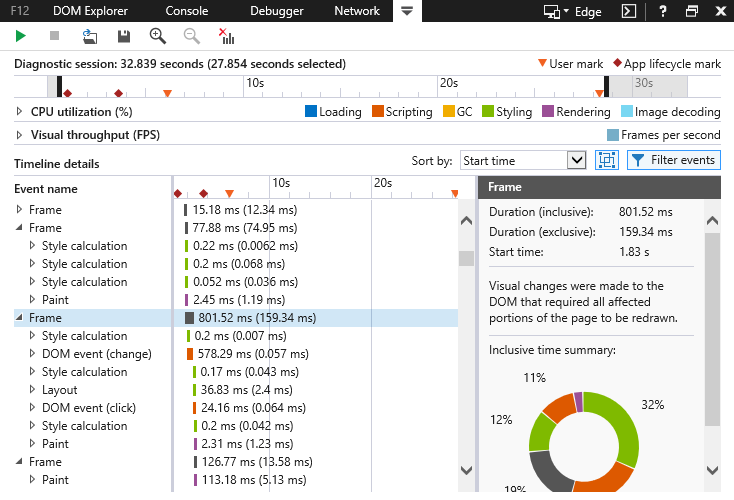 F12 DOM Explorer Console Debugger Network Edge ?
Diagnostic session: 32.839 seconds (27.854 seconds selected) User mark App lifecycle mark
10s 20s 30s
CPU utilization (%) Loading Scripting GC Styling Rendering Image decoding
Visual throughput (FPS) Frames per second
Timeline details Sort by: Start time Filter events
Event name 10s 20s
Frame 15.18 ms (12.34 ms)
Frame 77.88 ms (74.95 ms)
Style calculation 0.22 ms (0.0062 ms)
Style calculation 0.2 ms (0.068 ms)
Style calculation 0.052 ms (0.036 ms)
Paint 2.45 ms (1.19 ms)
Frame 801.52 ms (159.34 ms)
Style calculation 0.2 ms (0.007 ms)
DOM event (change) 578.29 ms (0.057 ms)
Style calculation 0.17 ms (0.043 ms)
Layout 36.83 ms (2.4 ms)
DOM event (click) 24.16 ms (0.064 ms)
Style calculation 0.2 ms (0.042 ms)
Paint 2.31 ms (1.23 ms)
Frame 126.77 ms (13.58 ms)
Paint 113.18 ms (5.13 ms)
Frame
Duration (inclusive): 801.52 ms
Duration (exclusive): 159.34 ms
Start time: 1.83 s
Visual changes were made to the
DOM that required all affected
portions of the page to be redrawn.
Inclusive time summary:
11%
32%
12%
19%